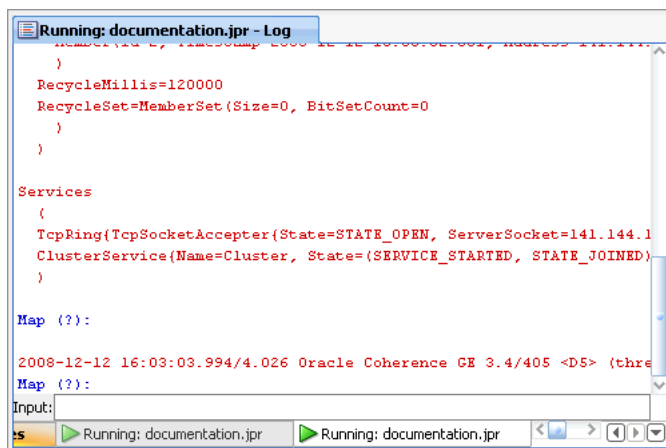 Running: documentation.jpr - Log
)
RecycleMillis=120000
RecycleSet=MemberSet(Size=0, BitSetCount=0
)
)
Services
(
TcpRing{TcpSocketAccepter{State=STATE_OPEN, ServerSocket=141.144.1
ClusterService{Name=Cluster, State=(SERVICE_STARTED, STATE_JOINED)
)
Map (?):
2008-12-12 16:03:03.994/4.026 Oracle Coherence GE 3.4/405 <D5> (thre
Map (?):
Input:
es Running: documentation.jpr Running: documentation.jpr